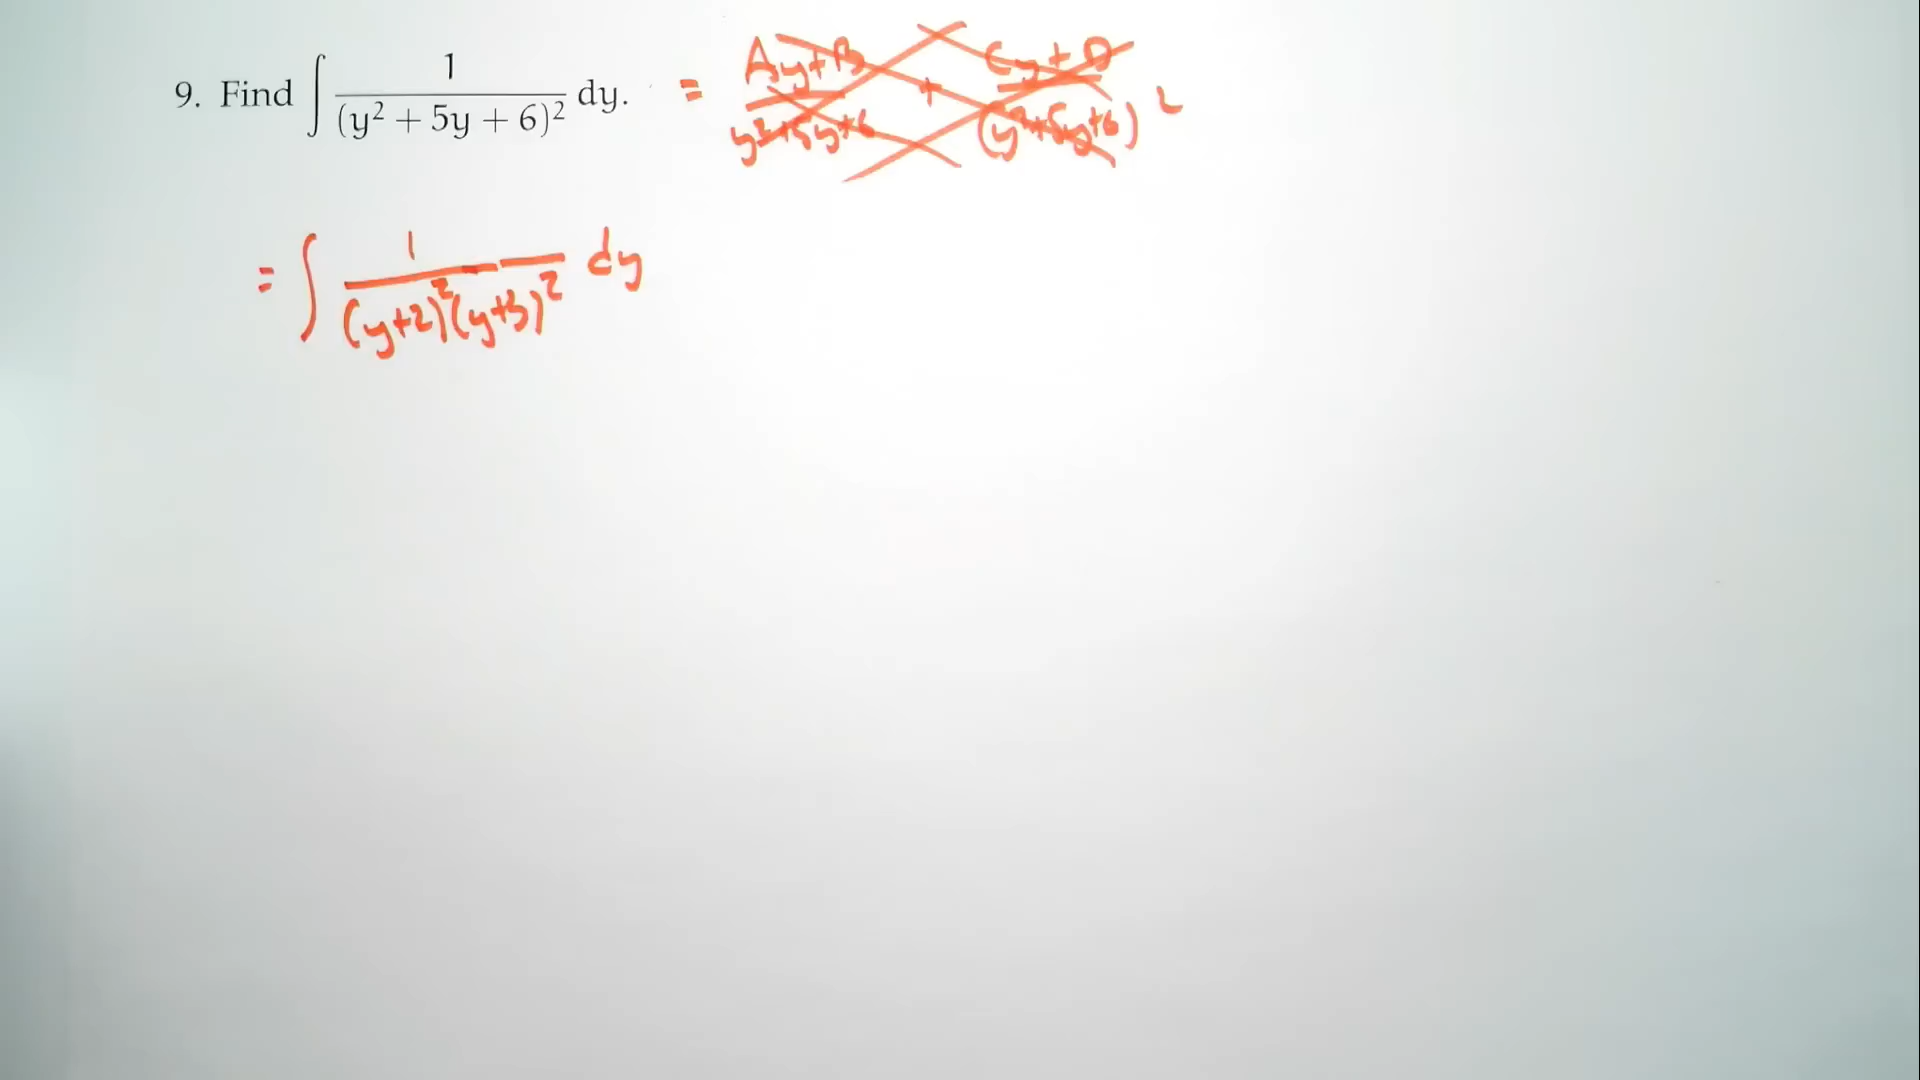 9. Find ∫ 1/(y² + 5y + 6)² dy. = (Ay+B)/(y²+5y+6) + (Cy+D)/(y²+5y+6)²
= ∫ 1/((y+2)²(y+3)²) dy